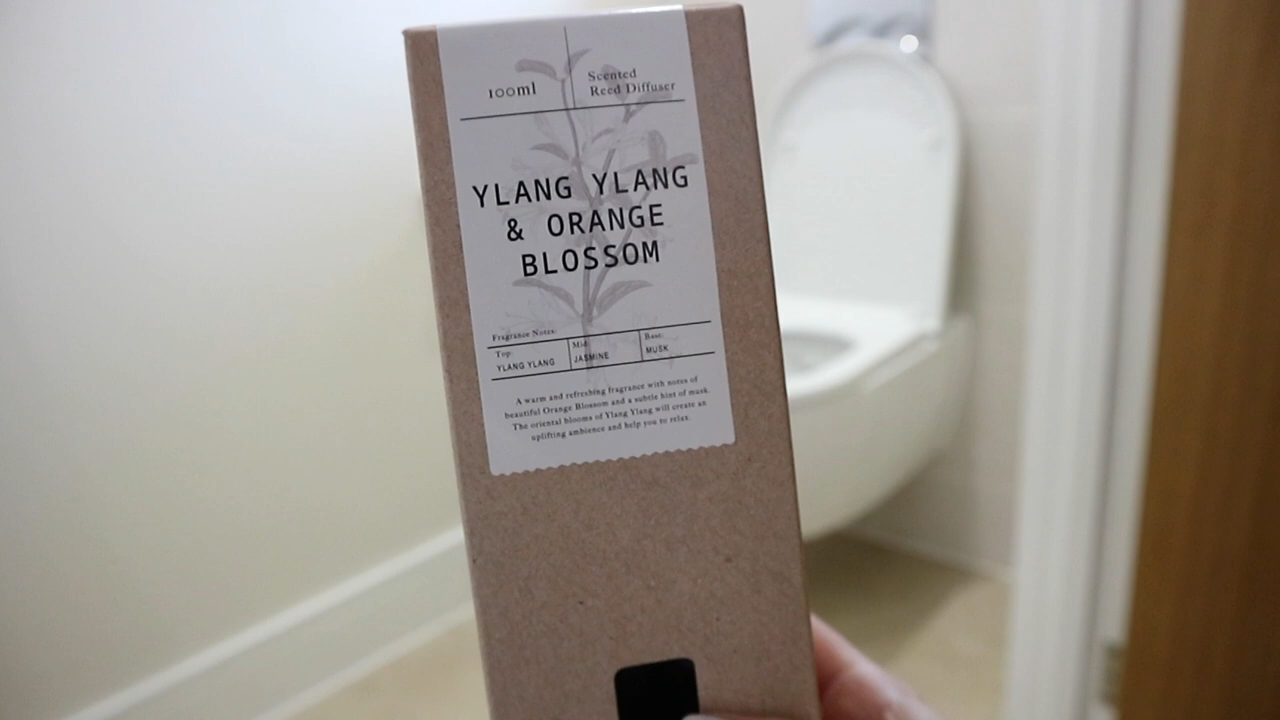 100ml
Scented
Reed Diffuser
YLANG YLANG
& ORANGE
BLOSSOM
Fragrance Notes:
Top: Mid: Base:
YLANG YLANG JASMINE MUSK
A warm and refreshing fragrance with notes of
beautiful Orange Blossom and a subtle hint of musk.
The oriental blooms of Ylang Ylang will create an
uplifting ambience and help you to relax.